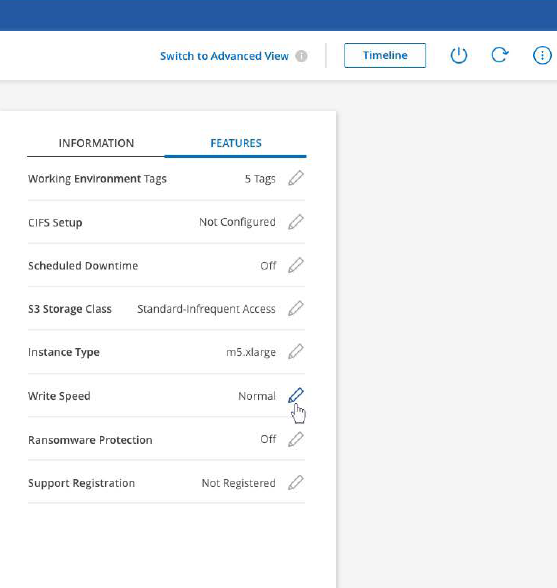 Switch to Advanced View i Timeline
INFORMATION FEATURES
Working Environment Tags 5 Tags
CIFS Setup Not Configured
Scheduled Downtime Off
S3 Storage Class Standard-Infrequent Access
Instance Type m5.xlarge
Write Speed Normal
Ransomware Protection Off
Support Registration Not Registered